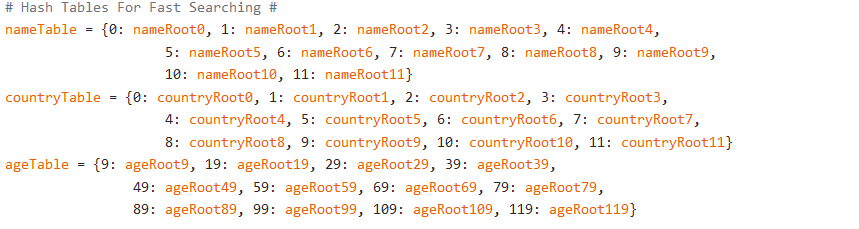 # Hash Tables For Fast Searching #
nameTable = {0: nameRoot0, 1: nameRoot1, 2: nameRoot2, 3: nameRoot3, 4: nameRoot4,
5: nameRoot5, 6: nameRoot6, 7: nameRoot7, 8: nameRoot8, 9: nameRoot9,
10: nameRoot10, 11: nameRoot11}
countryTable = {0: countryRoot0, 1: countryRoot1, 2: countryRoot2, 3: countryRoot3,
4: countryRoot4, 5: countryRoot5, 6: countryRoot6, 7: countryRoot7,
8: countryRoot8, 9: countryRoot9, 10: countryRoot10, 11: countryRoot11}
ageTable = {9: ageRoot9, 19: ageRoot19, 29: ageRoot29, 39: ageRoot39,
49: ageRoot49, 59: ageRoot59, 69: ageRoot69, 79: ageRoot79,
89: ageRoot89, 99: ageRoot99, 109: ageRoot109, 119: ageRoot119}